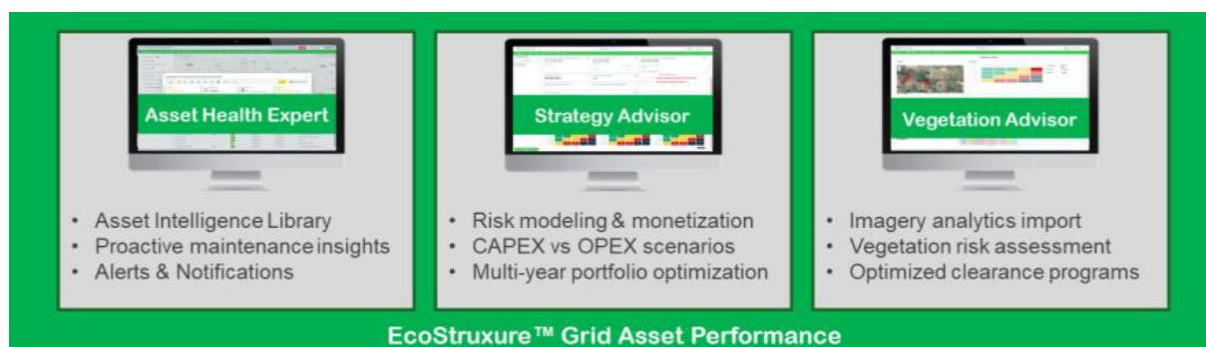 Asset Health Expert
• Asset Intelligence Library
• Proactive maintenance insights
• Alerts & Notifications
Strategy Advisor
• Risk modeling & monetization
• CAPEX vs OPEX scenarios
• Multi-year portfolio optimization
Vegetation Advisor
• Imagery analytics import
• Vegetation risk assessment
• Optimized clearance programs
EcoStruxure™ Grid Asset Performance